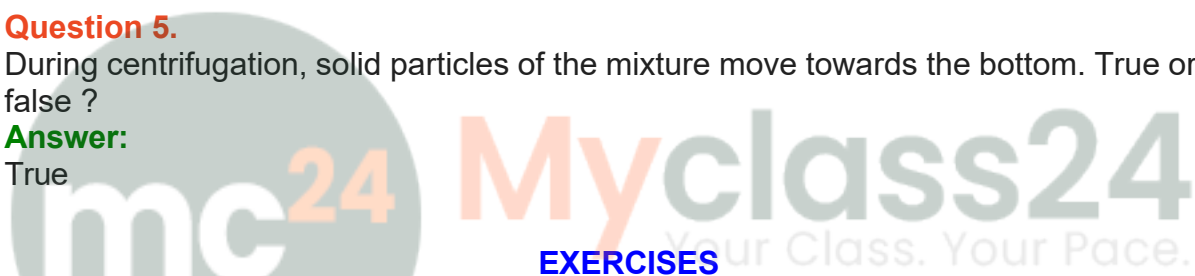 Question 5.
During centrifugation, solid particles of the mixture move towards the bottom. True or
false ?
Answer:
True
mc24
Myclass24
Your Class. Your Pace.
EXERCISES